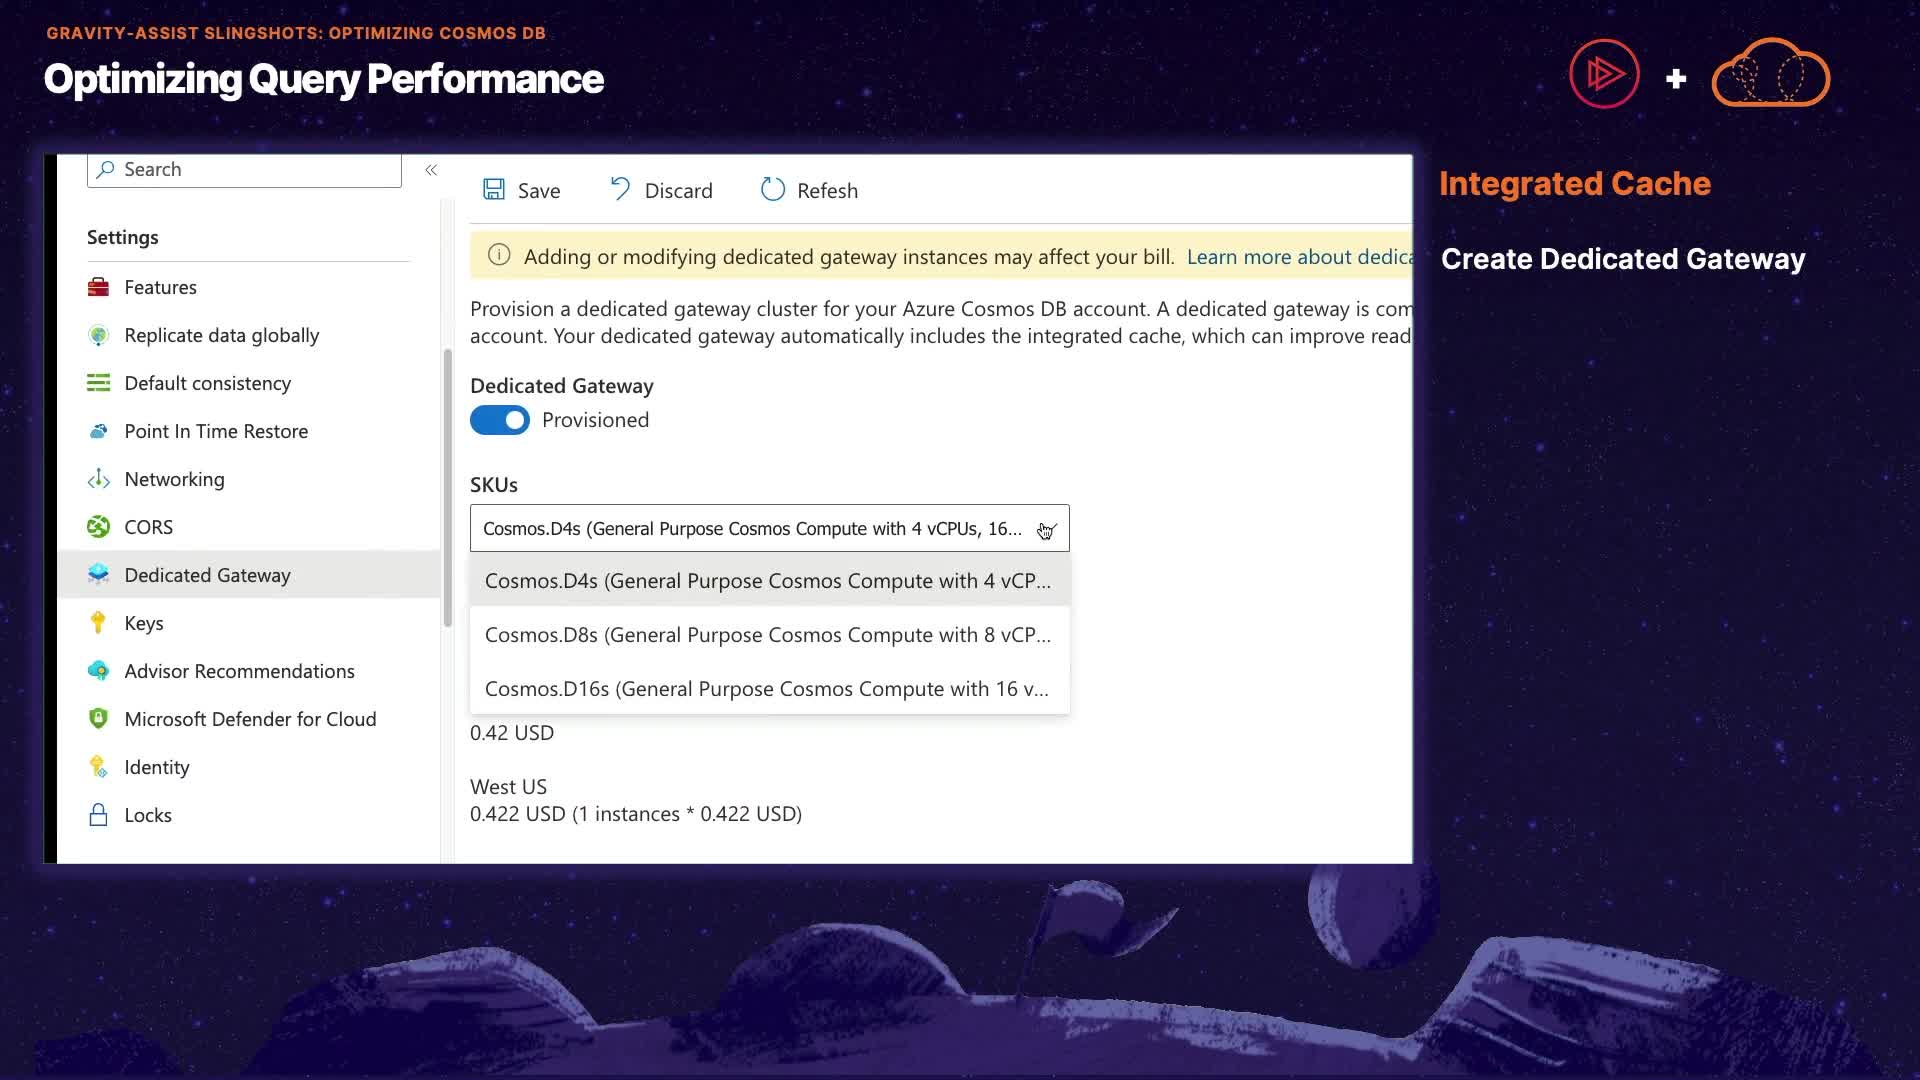 GRAVITY-ASSIST SLINGSHOTS: OPTIMIZING COSMOS DB
Optimizing Query Performance
Search
Settings
Features
Replicate data globally
Default consistency
Point In Time Restore
Networking
CORS
Dedicated Gateway
Keys
Advisor Recommendations
Microsoft Defender for Cloud
Identity
Locks
Save Discard Refesh
Adding or modifying dedicated gateway instances may affect your bill. Learn more about dedica
Provision a dedicated gateway cluster for your Azure Cosmos DB account. A dedicated gateway is com
account. Your dedicated gateway automatically includes the integrated cache, which can improve read
Dedicated Gateway
Provisioned
SKUs
Cosmos.D4s (General Purpose Cosmos Compute with 4 vCPUs, 16...
Cosmos.D4s (General Purpose Cosmos Compute with 4 vCP...
Cosmos.D8s (General Purpose Cosmos Compute with 8 vCP...
Cosmos.D16s (General Purpose Cosmos Compute with 16 v...
0.42 USD
West US
0.422 USD (1 instances * 0.422 USD)
Integrated Cache
Create Dedicated Gateway